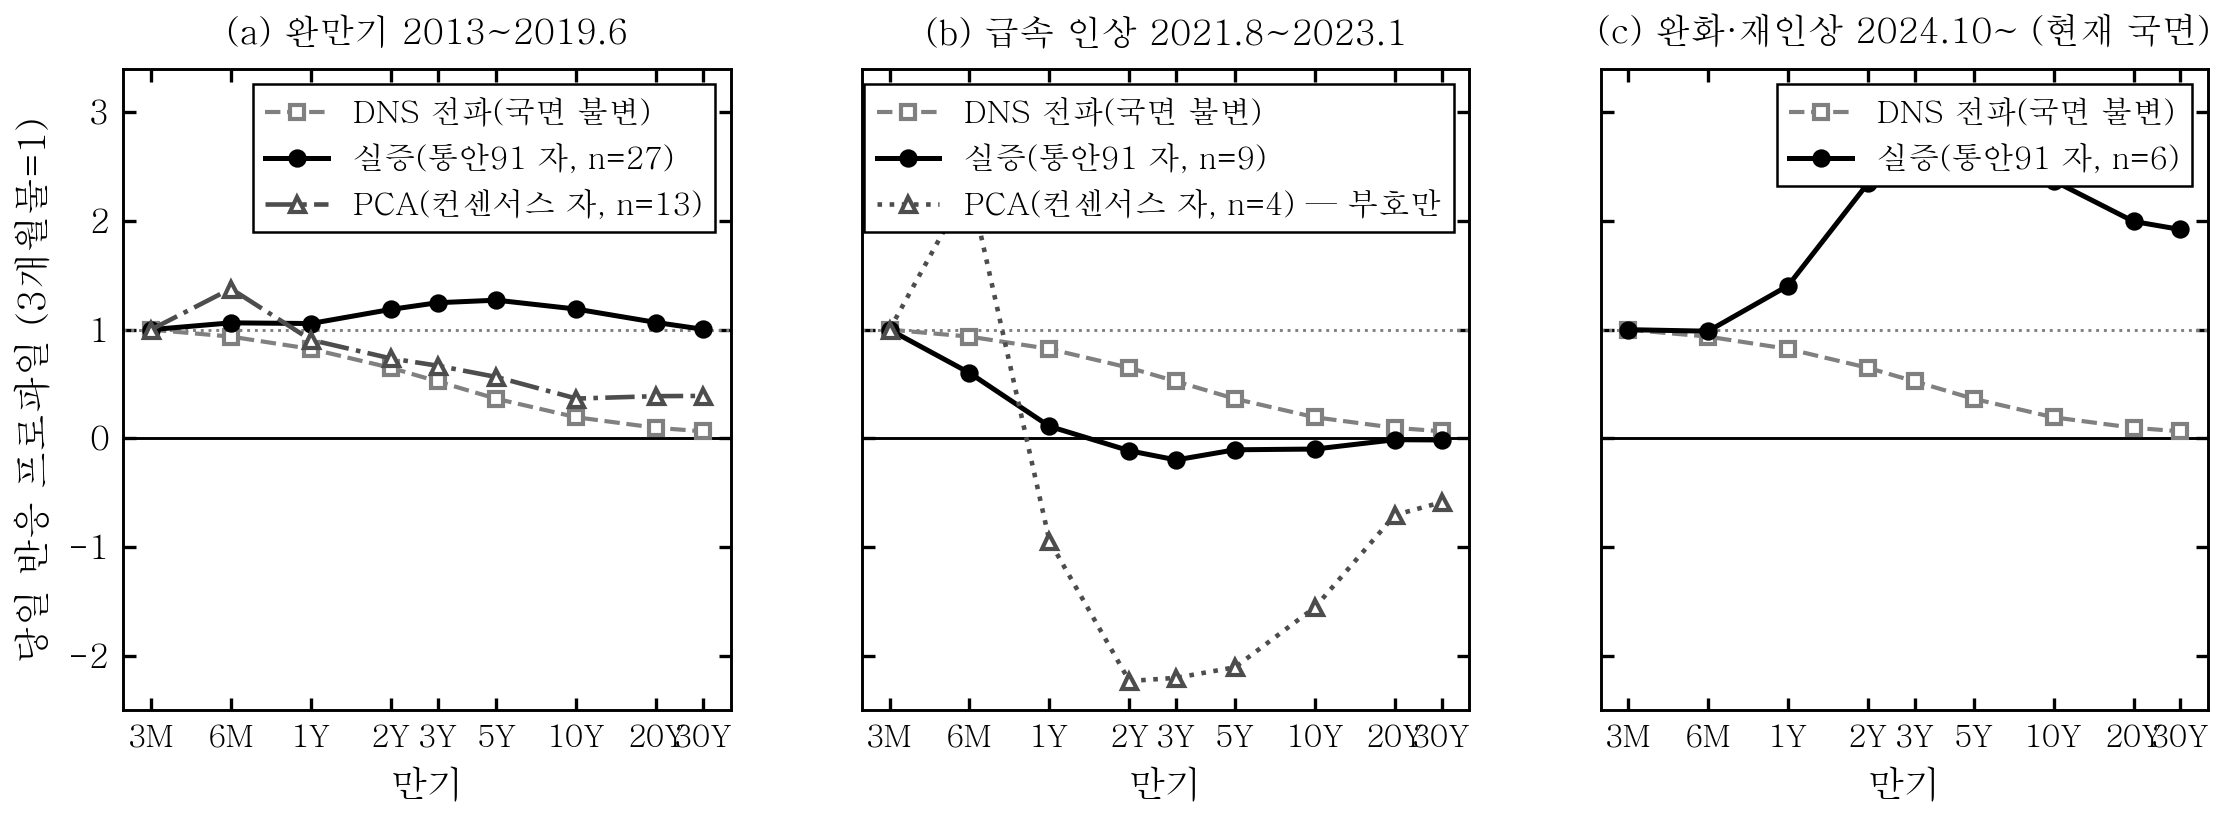 (a) 완만기 2013~2019.6
(b) 급속 인상 2021.8~2023.1
(c) 완화·재인상 2024.10~ (현재 국면)
당일 반응 프로파일 (3개월물=1)
3
2
1
0
-1
-2
DNS 전파(국면 불변)
실증(통안91 자, n=27)
PCA(컨센서스 자, n=13)
3M 6M 1Y 2Y 3Y 5Y 10Y 20Y 30Y
만기
DNS 전파(국면 불변)
실증(통안91 자, n=9)
PCA(컨센서스 자, n=4) — 부호만
3M 6M 1Y 2Y 3Y 5Y 10Y 20Y 30Y
만기
DNS 전파(국면 불변)
실증(통안91 자, n=6)
3M 6M 1Y 2Y 3Y 5Y 10Y 20Y 30Y
만기